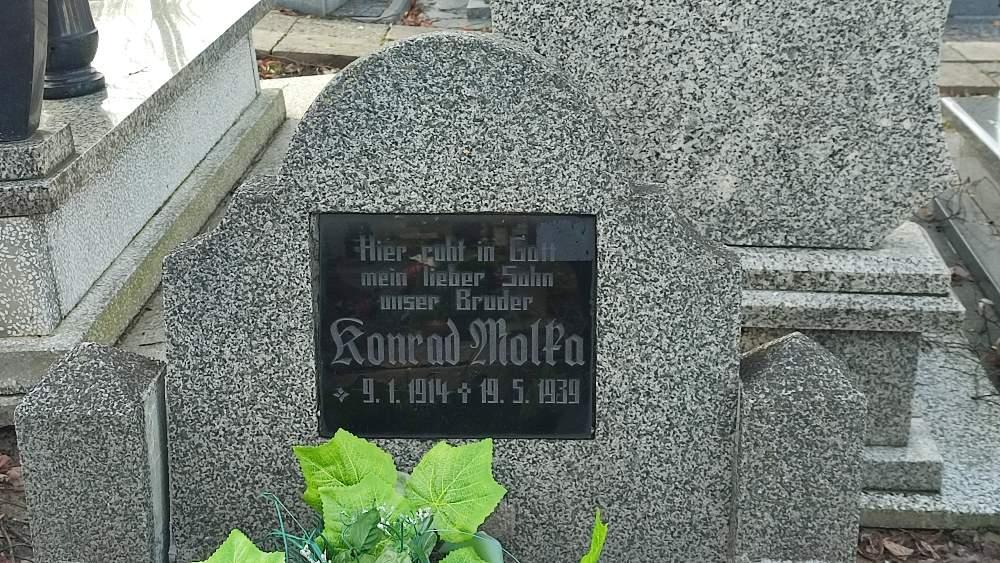 Hier ruht in Gott
mein lieber Sohn
unser Bruder
Konrad Molka
9. 1. 1914 ✝ 19. 5. 1939